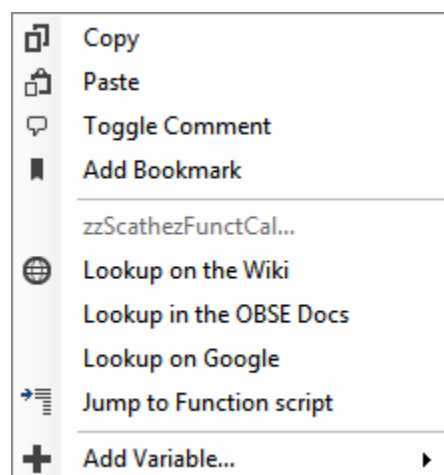 Copy
Paste
Toggle Comment
Add Bookmark
zzScathezFunctCal...
Lookup on the Wiki
Lookup in the OBSE Docs
Lookup on Google
Jump to Function script
Add Variable...